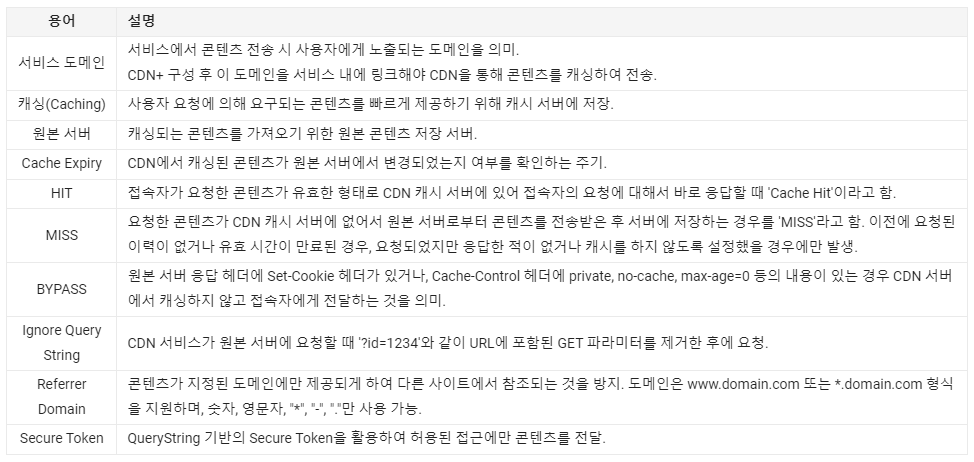 용어 설명
서비스 도메인
서비스에서 콘텐츠 전송 시 사용자에게 노출되는 도메인을 의미.
CDN+ 구성 후 이 도메인을 서비스 내에 링크해야 CDN을 통해 콘텐츠를 캐싱하여 전송.
캐싱(Caching) 사용자 요청에 의해 요구되는 콘텐츠를 빠르게 제공하기 위해 캐시 서버에 저장.
원본 서버 캐싱되는 콘텐츠를 가져오기 위한 원본 콘텐츠 저장 서버.
Cache Expiry CDN에서 캐싱된 콘텐츠가 원본 서버에서 변경되었는지 여부를 확인하는 주기.
HIT 접속자가 요청한 콘텐츠가 유효한 형태로 CDN 캐시 서버에 있어 접속자의 요청에 대해서 바로 응답할 때 'Cache Hit'이라고 함.
MISS
요청한 콘텐츠가 CDN 캐시 서버에 없어서 원본 서버로부터 콘텐츠를 전송받은 후 서버에 저장하는 경우를 'MISS'라고 함. 이전에 요청된
이력이 없거나 유효 시간이 만료된 경우, 요청되었지만 응답한 적이 없거나 캐시를 하지 않도록 설정했을 경우에만 발생.
BYPASS
원본 서버 응답 헤더에 Set-Cookie 헤더가 있거나, Cache-Control 헤더에 private, no-cache, max-age=0 등의 내용이 있는 경우 CDN 서버
에서 캐싱하지 않고 접속자에게 전달하는 것을 의미.
Ignore Query
String
CDN 서비스가 원본 서버에 요청할 때 '?id=1234'와 같이 URL에 포함된 GET 파라미터를 제거한 후에 요청.
Referrer
Domain
콘텐츠가 지정된 도메인에만 제공되게 하여 다른 사이트에서 참조되는 것을 방지. 도메인은 www.domain.com 또는 *.domain.com 형식
을 지원하며, 숫자, 영문자, "*", "-", "."만 사용 가능.
Secure Token QueryString 기반의 Secure Token을 활용하여 허용된 접근에만 콘텐츠를 전달.